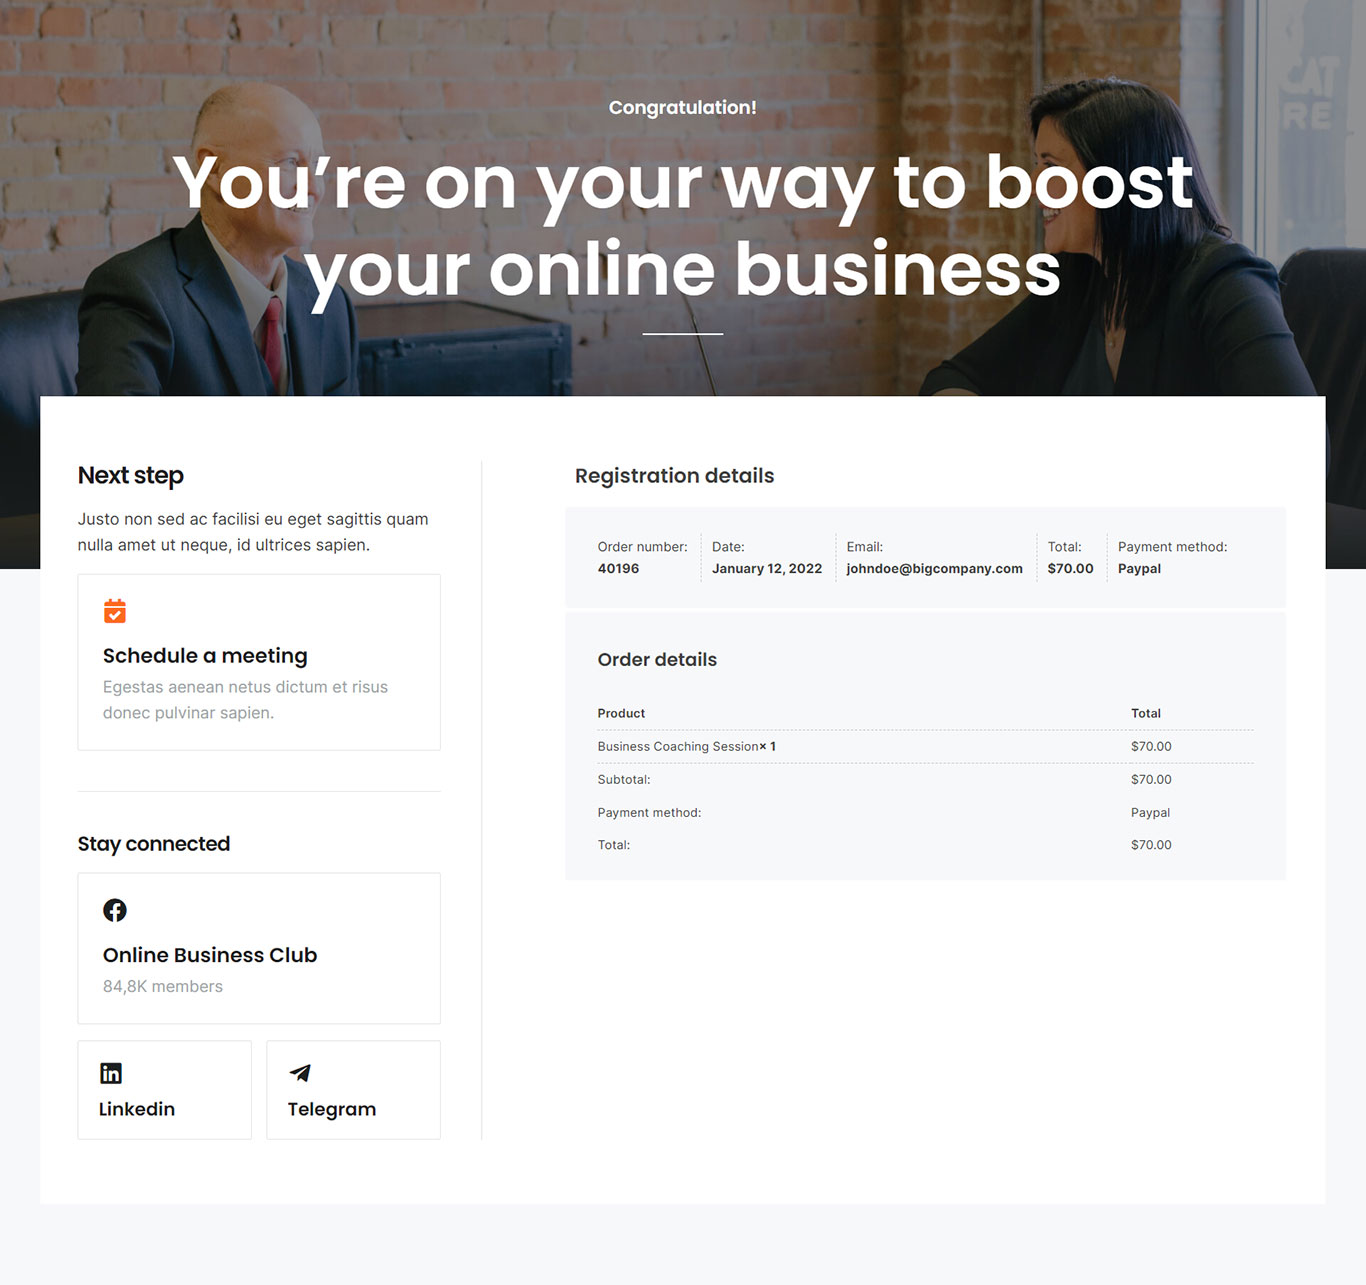 CAT
RE
Congratulation!
You’re on your way to boost
your online business
Next step
Justo non sed ac facilisi eu eget sagittis quam
nulla amet ut neque, id ultrices sapien.
Schedule a meeting
Egestas aenean netus dictum et risus
donec pulvinar sapien.
Stay connected
Online Business Club
84,8K members
Linkedin
Telegram
Registration details
Order number: Date: Email: Total: Payment method:
40196 January 12, 2022 johndoe@bigcompany.com $70.00 Paypal
Order details
Product Total
Business Coaching Session× 1 $70.00
Subtotal: $70.00
Payment method: Paypal
Total: $70.00